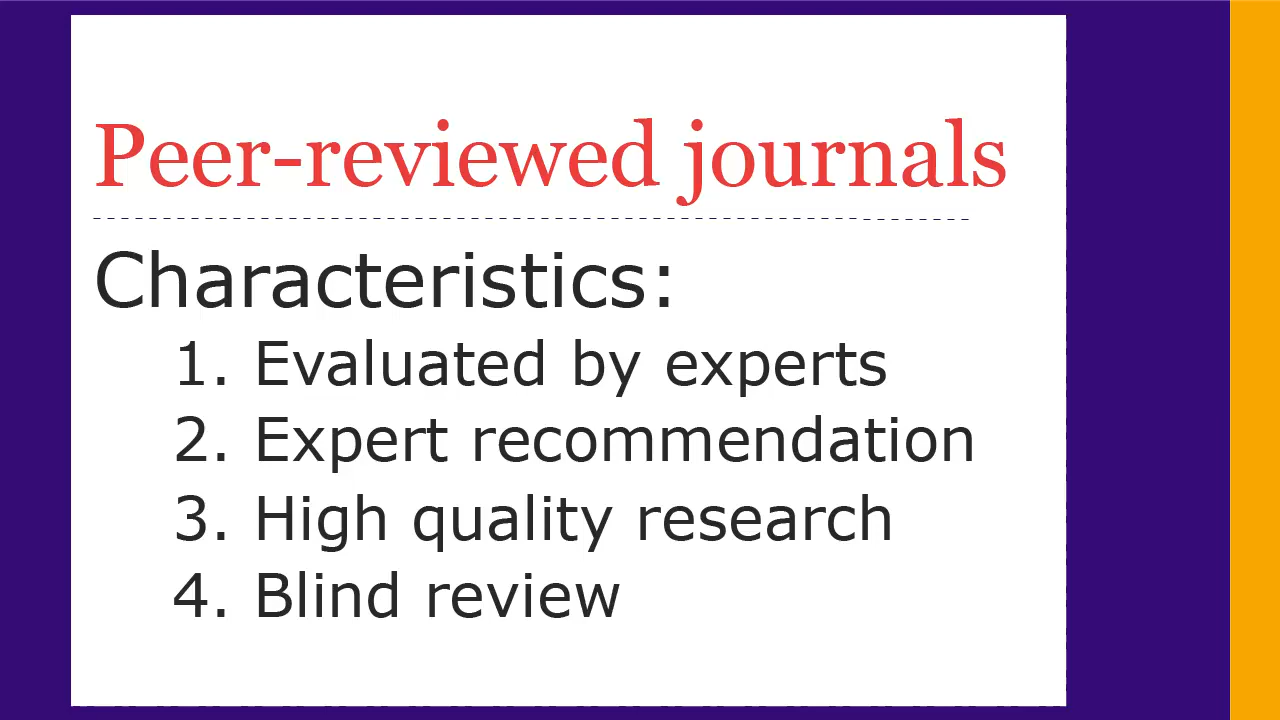 Peer-reviewed journals
Characteristics:
1. Evaluated by experts
2. Expert recommendation
3. High quality research
4. Blind review